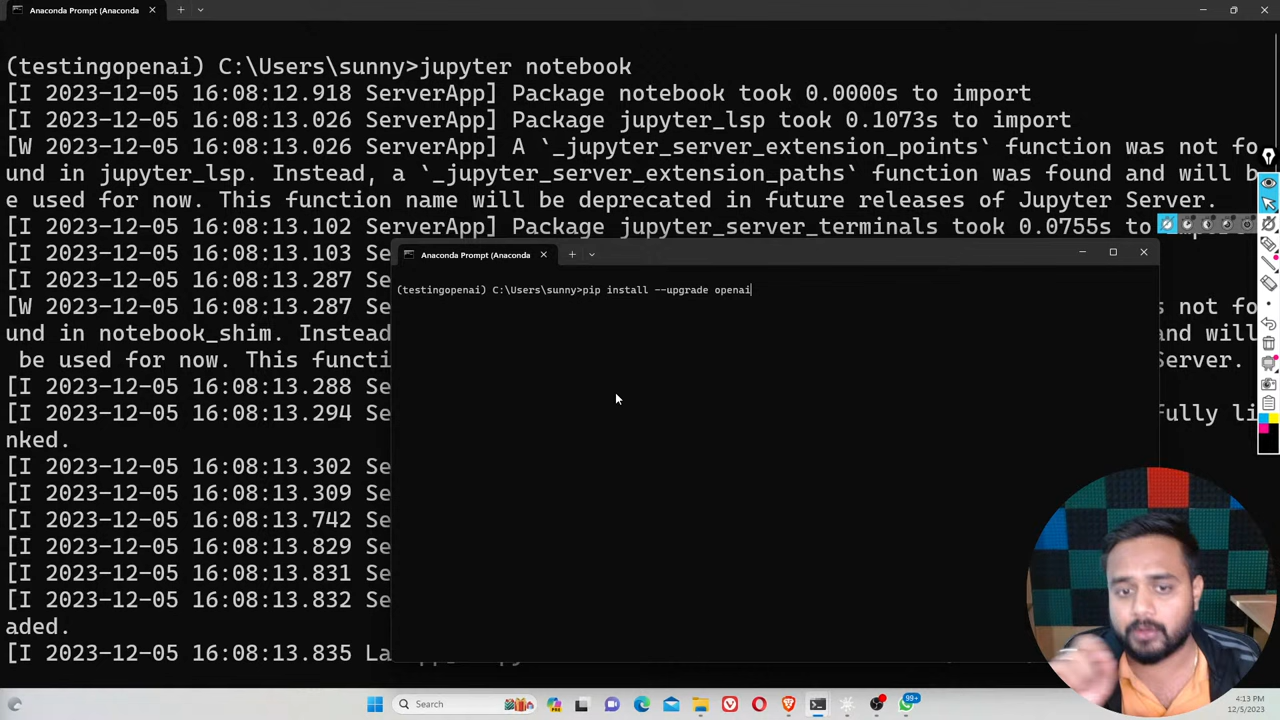 Anaconda Prompt (Anaconda
(testingopenai) C:\Users\sunny>jupyter notebook
[I 2023-12-05 16:08:12.918 ServerApp] Package notebook took 0.0000s to import
[I 2023-12-05 16:08:13.026 ServerApp] Package jupyter_lsp took 0.1073s to import
[W 2023-12-05 16:08:13.026 ServerApp] A `_jupyter_server_extension_points` function was not fo
und in jupyter_lsp. Instead, a `_jupyter_server_extension_paths` function was found and will b
e used for now. This function name will be deprecated in future releases of Jupyter Server.
[I 2023-12-05 16:08:13.102 ServerApp] Package jupyter_server_terminals took 0.0755s to
[I 2023-12-05 16:08:13.103 Se
[I 2023-12-05 16:08:13.287 Se
[W 2023-12-05 16:08:13.287 Se not fo
und in notebook_shim. Instead and will
be used for now. This functi Server.
[I 2023-12-05 16:08:13.288 Se
[I 2023-12-05 16:08:13.294 Se fully li
nked.
[I 2023-12-05 16:08:13.302 Se
[I 2023-12-05 16:08:13.309 Se
[I 2023-12-05 16:08:13.742 Se
[I 2023-12-05 16:08:13.829 Se
[I 2023-12-05 16:08:13.831 Se
[I 2023-12-05 16:08:13.832 Se
aded.
[I 2023-12-05 16:08:13.835 La
Anaconda Prompt (Anaconda
(testingopenai) C:\Users\sunny>pip install --upgrade openai
Search
99+
4:13 PM
12/5/2023